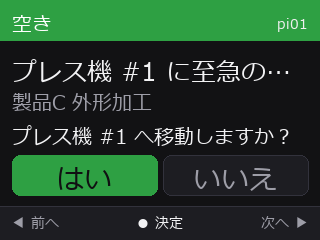 空き pi01
プレス機 #1 に至急の…
製品C 外形加工
プレス機 #1 へ移動しますか？
はい いいえ
◀ 前へ ● 決定 次へ ▶